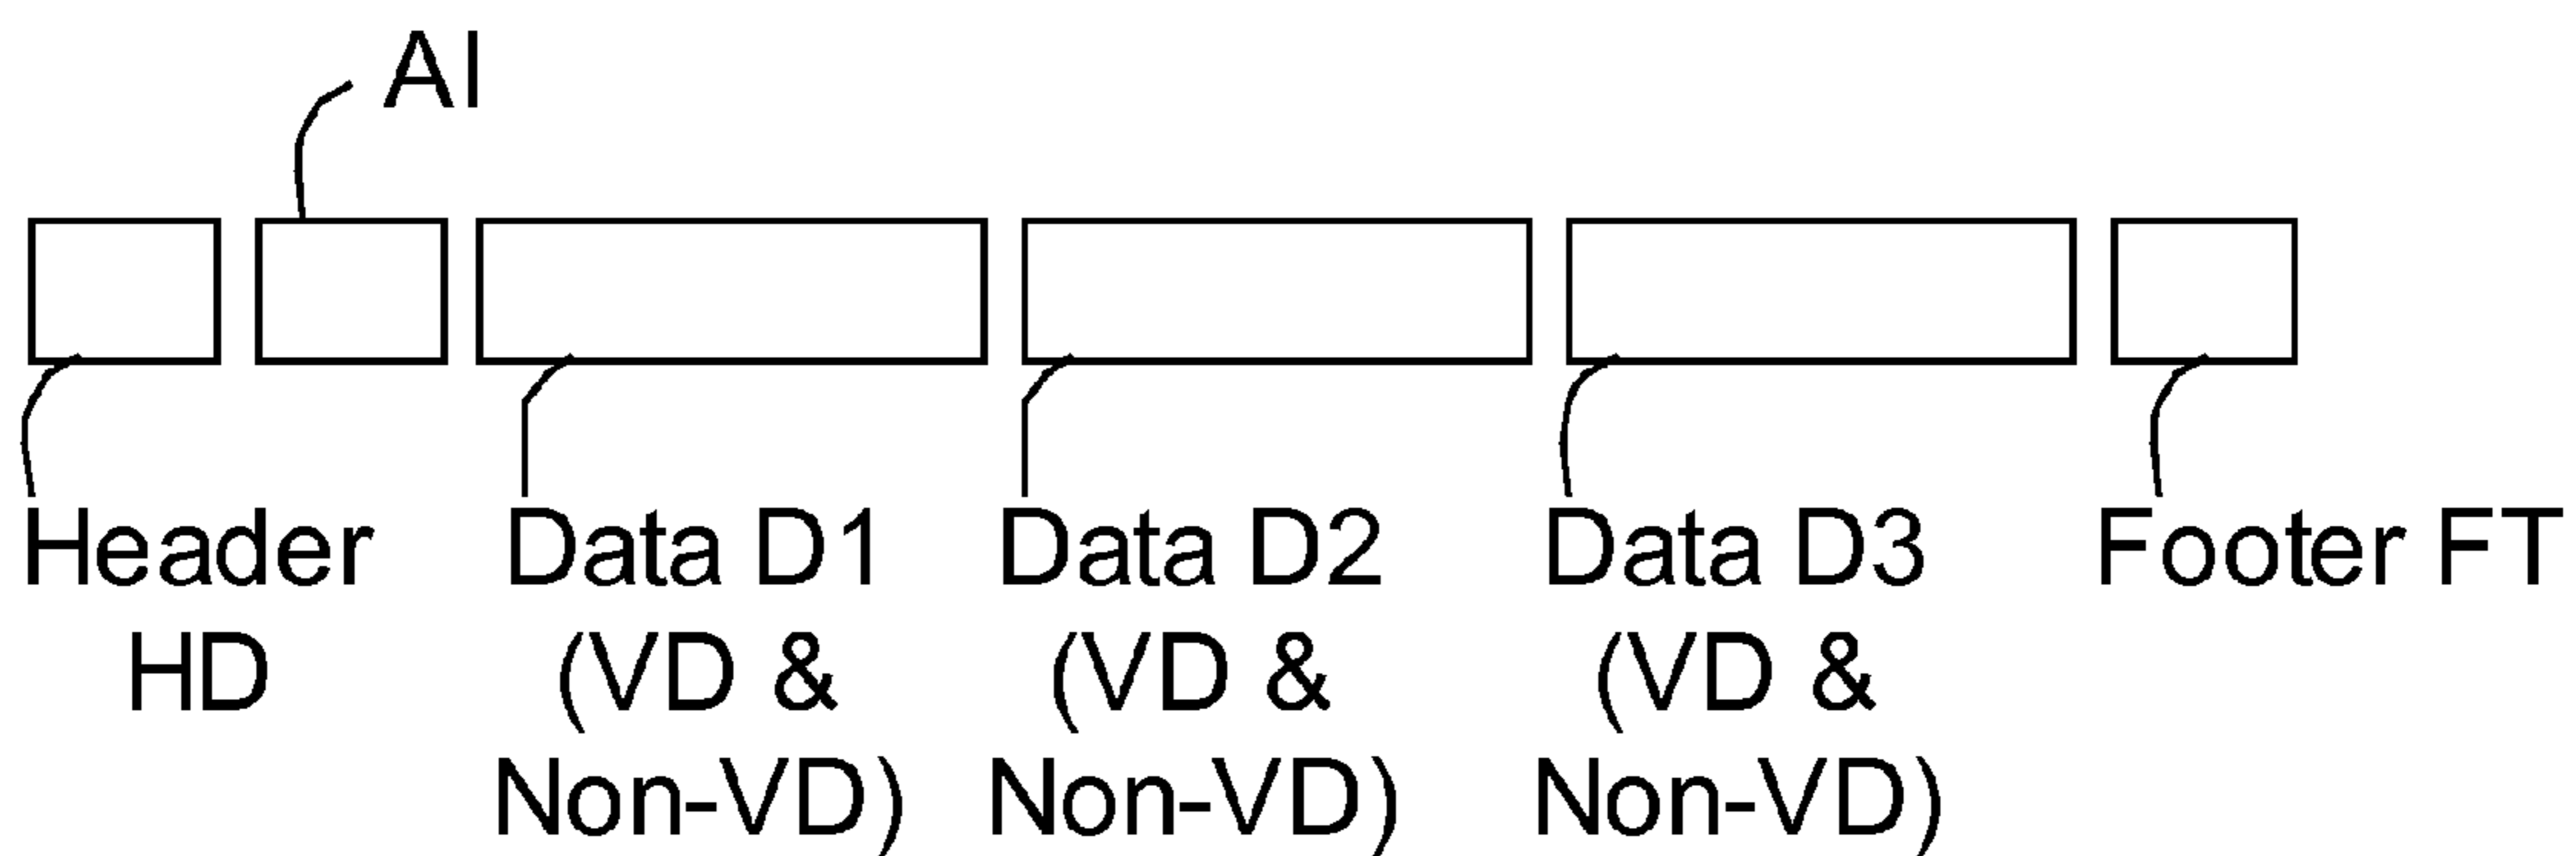 AI
Header HD
Data D1 (VD & Non-VD)
Data D2 (VD & Non-VD)
Data D3 (VD & Non-VD)
Footer FT